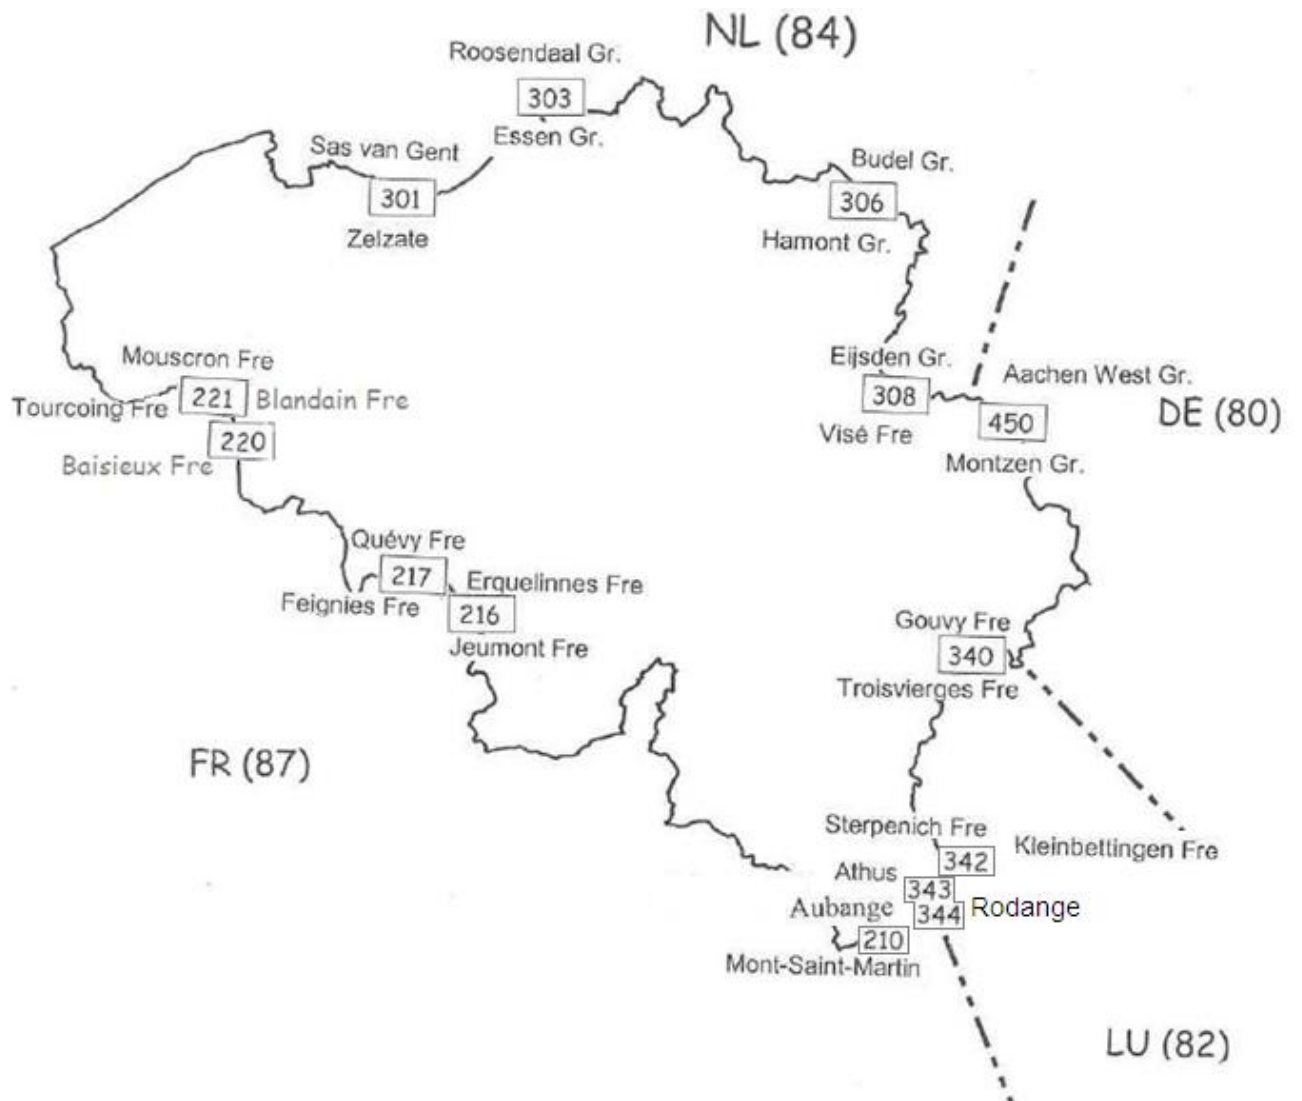 NL (84)
Roosendaal Gr.
303
Essen Gr.
Sas van Gent
301
Zelzate
Budel Gr.
306
Hamont Gr.
Eijsden Gr.
308
Visé Fre
Aachen West Gr.
450
Montzen Gr.
DE (80)
Mouscron Fre
221
Blandain Fre
Tourcoing Fre
220
Baisieux Fre
Quévy Fre
217
Feignies Fre
Erquelinnes Fre
216
Jeumont Fre
Gouvy Fre
340
Troisvierges Fre
FR (87)
Sterpenich Fre
342
Kleinbettingen Fre
Athus
343
Aubange
344
Rodange
210
Mont-Saint-Martin
LU (82)